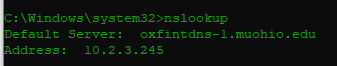 C:\Windows\system32>nslookup
Default Server:  oxfintdns-1.muohio.edu
Address:  10.2.3.245